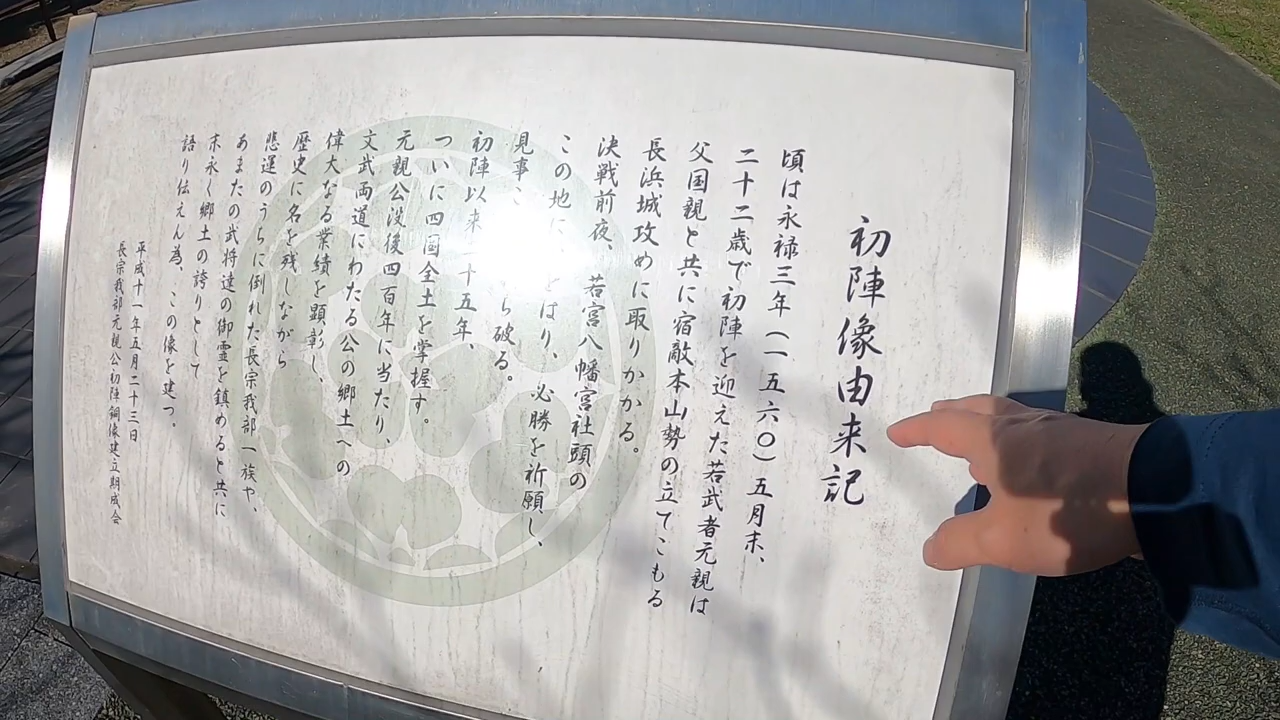 初陣像由来記
頃は永禄三年(一五六〇)五月末、
二十二歳で初陣を迎えた若武者元親は
父国親と共に宿敵本山勢の立てこもる
長浜城攻めに取りかかる。
決戦前夜、若宮八幡宮社頭の
この地に をはり、必勝を祈願し、
見事 ち破る。
初陣以来 十五年、
ついに四国全土を掌握す。
元親公没後四百年に当たり、
文武両道にわたる公の郷土への
偉大なる業績を顕彰し、
歴史に名を残しながら
悲運のうちに倒れた長宗我部一族や、
あまたの武将達の御霊を鎮めると共に
末永く郷土の誇りとして
語り伝えん為、この像を建つ。
平成十一年五月二十三日
長宗我部元親公初陣銅像建立期成会